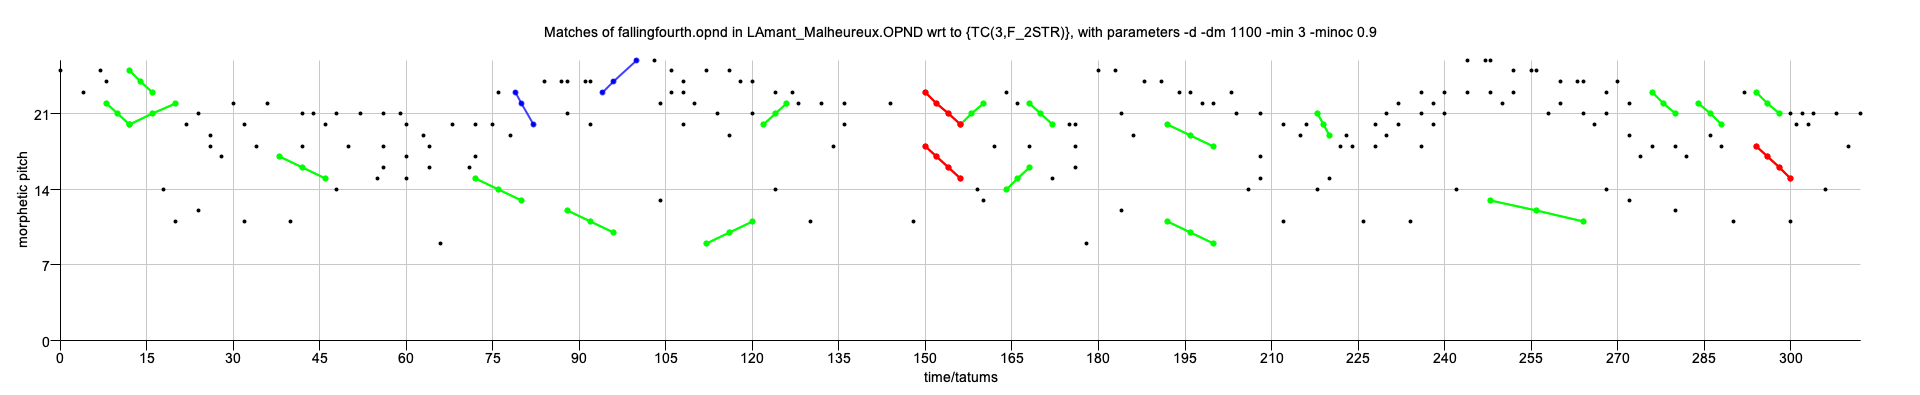 Matches of fallingfourth.opnd in LAmant_Malheureux.OPND wrt to {TC(3,F_2STR)}, with parameters -d -dm 1100 -min 3 -minoc 0.9
morphetic pitch
21
14
7
0
0 15 30 45 60 75 90 105 120 135 150 165 180 195 210 225 240 255 270 285 300
time/tatums